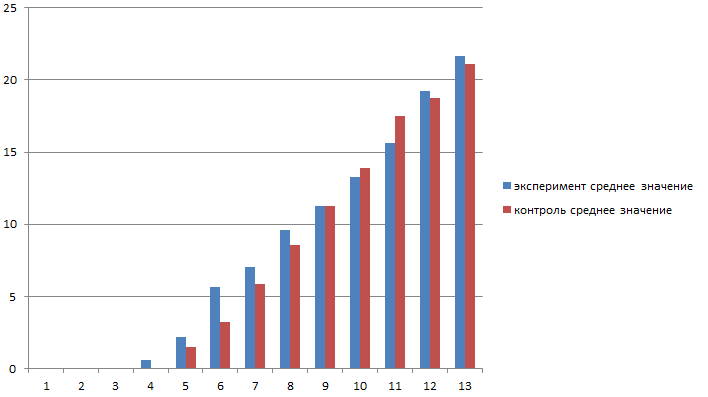 25
20
15
10
5
0
1 2 3 4 5 6 7 8 9 10 11 12 13
эксперимент среднее значение
контроль среднее значение